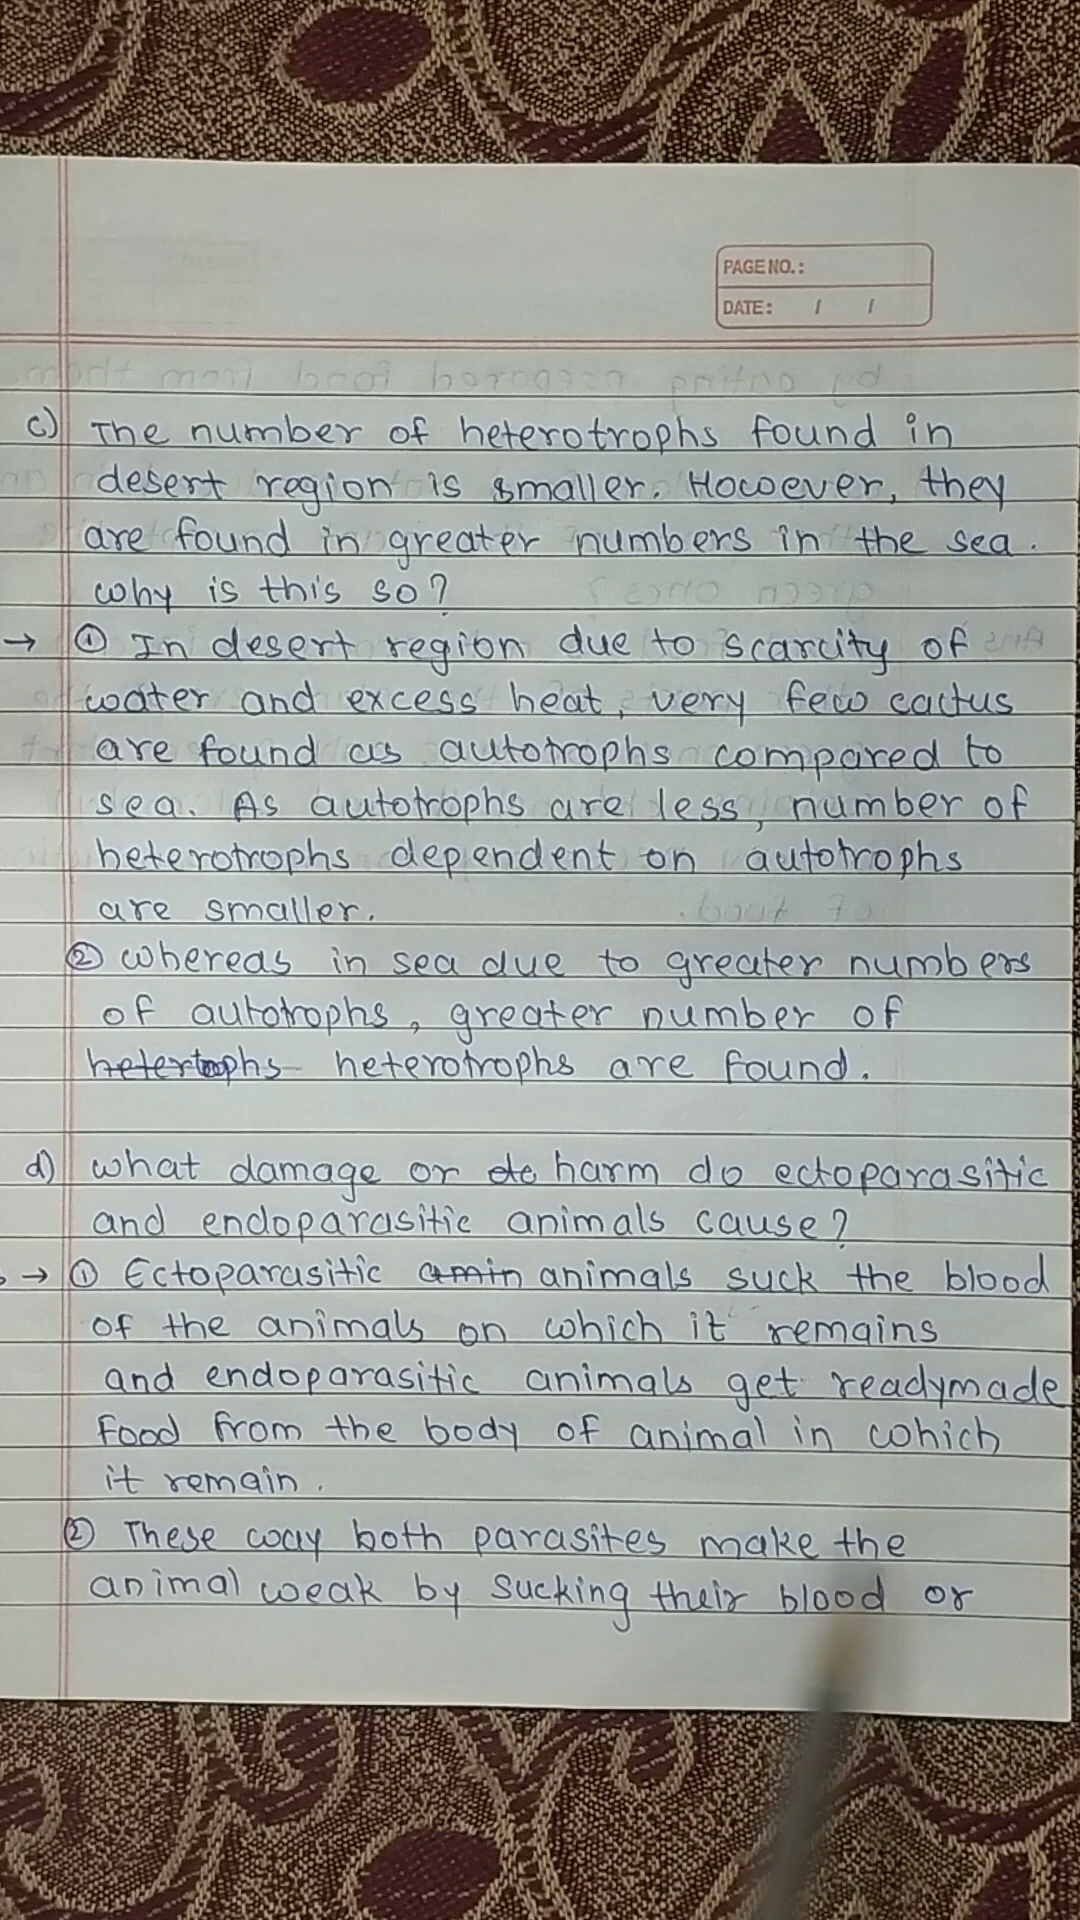 PAGE NO.:
DATE: / /
c) The number of heterotrophs found in
desert region is smaller. However, they
are found in greater numbers in the sea.
why is this so?
→ ① In desert region due to scarcity of
water and excess heat, very few cactus
are found as autotrophs compared to
sea. As autotrophs are less, number of
heterotrophs dependent on autotrophs
are smaller.
② whereas in sea due to greater numbers
of autotrophs, greater number of
hetertophs heterotrophs are found.
d) what damage or do harm do ectoparasitic
and endoparasitic animals cause?
→ ① Ectoparasitic amin animals suck the blood
of the animals on which it remains
and endoparasitic animals get readymade
food from the body of animal in which
it remain.
② These way both parasites make the
animal weak by sucking their blood or